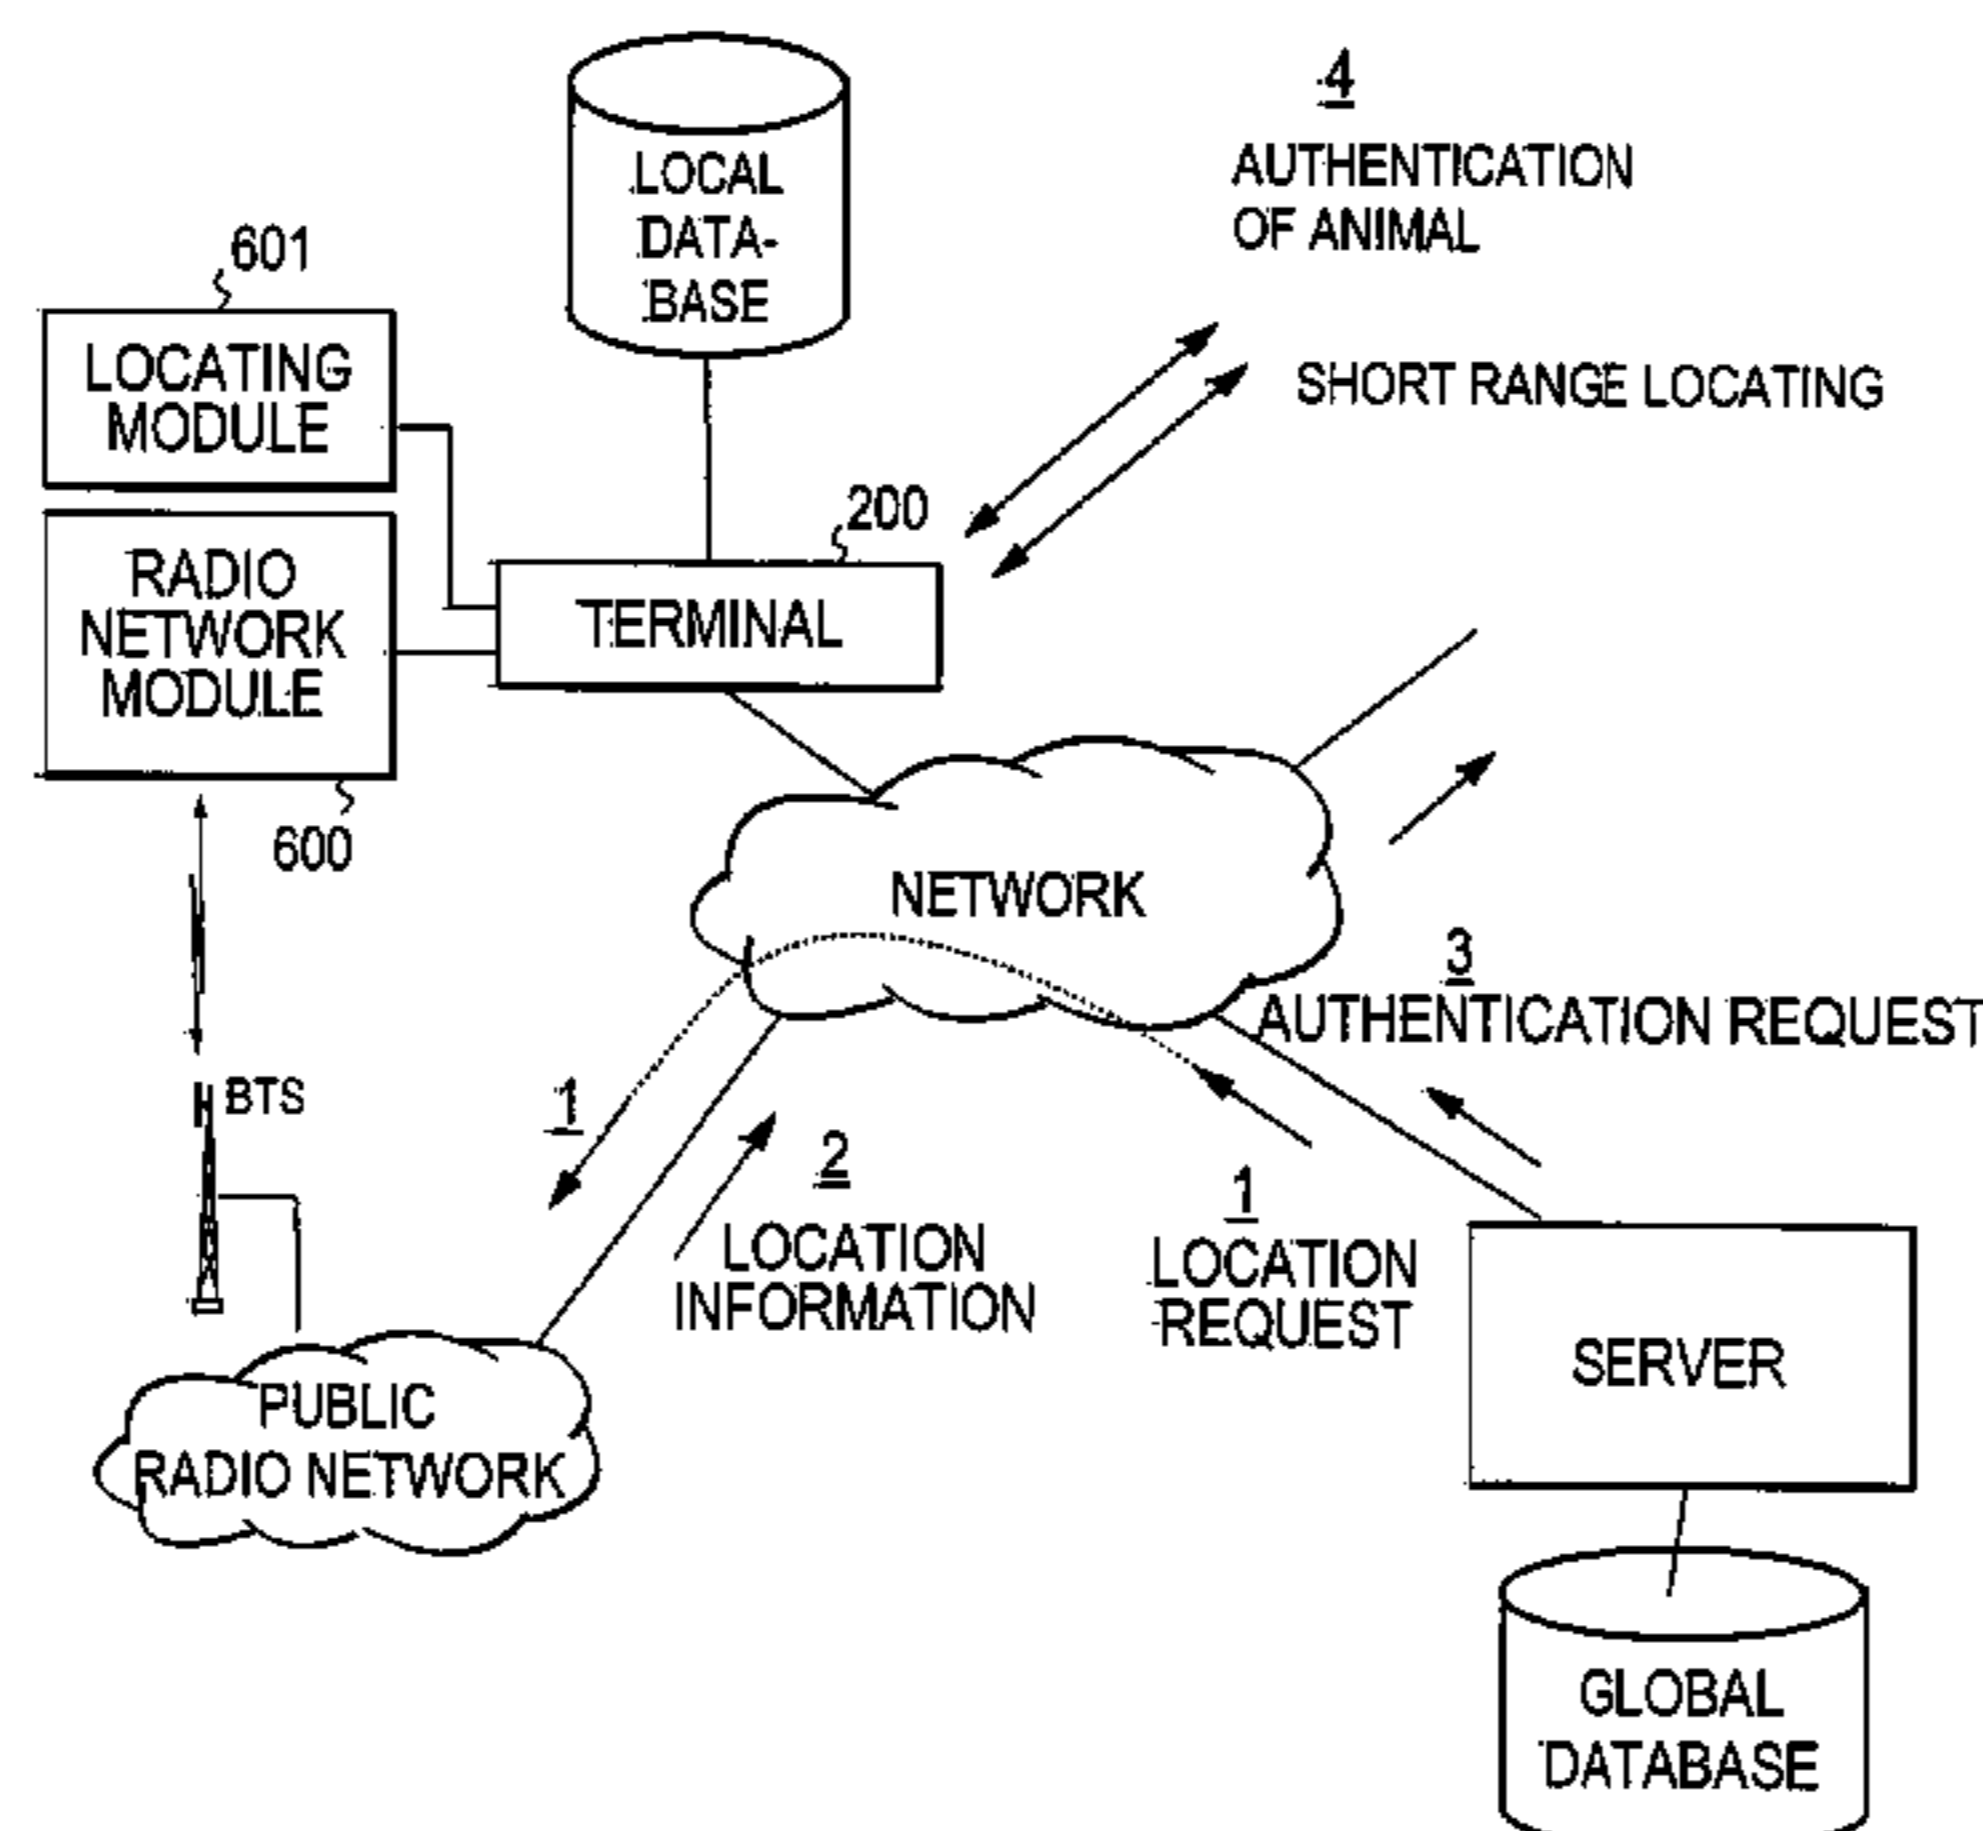 4
AUTHENTICATION
OF ANIMAL
SHORT RANGE LOCATING
LOCAL
DATA-
BASE
601
LOCATING
MODULE
200
TERMINAL
RADIO
NETWORK
MODULE
600
NETWORK
3
AUTHENTICATION REQUEST
BTS
1
2
LOCATION
INFORMATION
1
LOCATION
REQUEST
SERVER
PUBLIC
RADIO NETWORK
GLOBAL
DATABASE